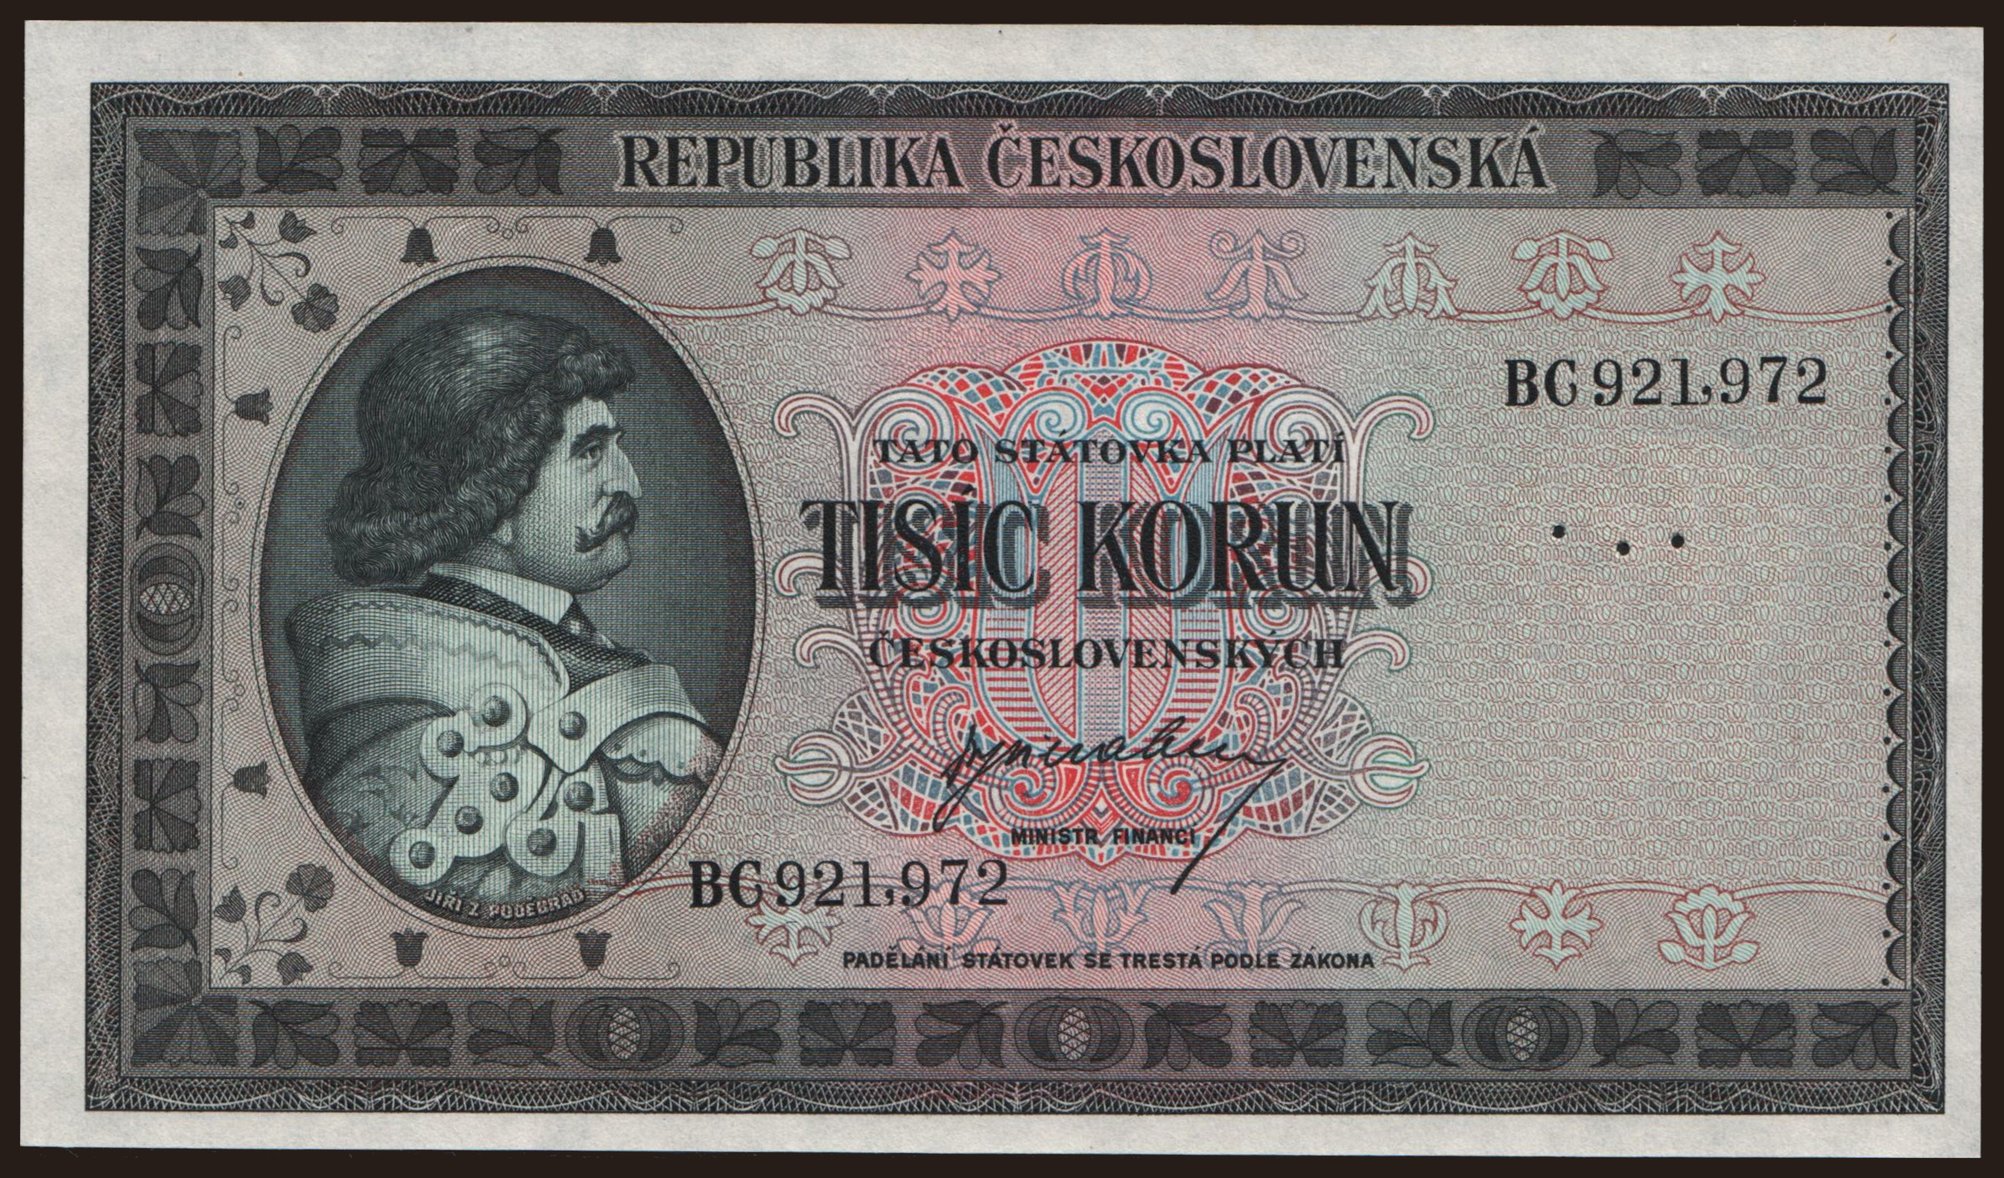 REPUBLIKA ČESKOSLOVENSKÁ
BC 921,972
TATO STÁTOVKA PLATÍ
TISÍC KORUN
ČESKOSLOVENSKÝCH
MINISTR FINANCÍ
BC 921,972
JIŘÍ Z PODĚBRAD
PADĚLÁNÍ STÁTOVEK SE TRESTÁ PODLE ZÁKONA